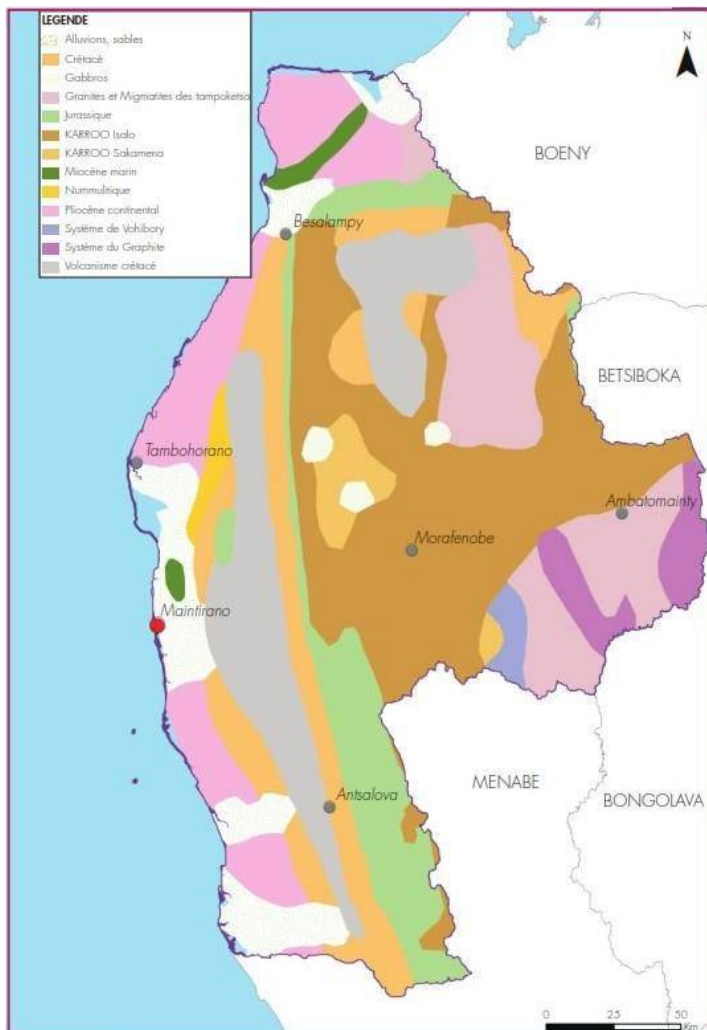 LEGENDE
Alluvions, sables
Crétacé
Gabbros
Granites et Migmatites des tampoketsa
Jurassique
KARROO Isalo
KARROO Sakamena
Miocène marin
Nummulitique
Pliocène continental
Système de Vohibory
Système du Graphite
Volcanisme crétacé
N
BOENY
Besalampy
BETSIBOKA
Tambohorano
Ambatomainty
Morafenobe
Maintirano
MENABE
BONGOLAVA
Antsalova
0 25 50
Km